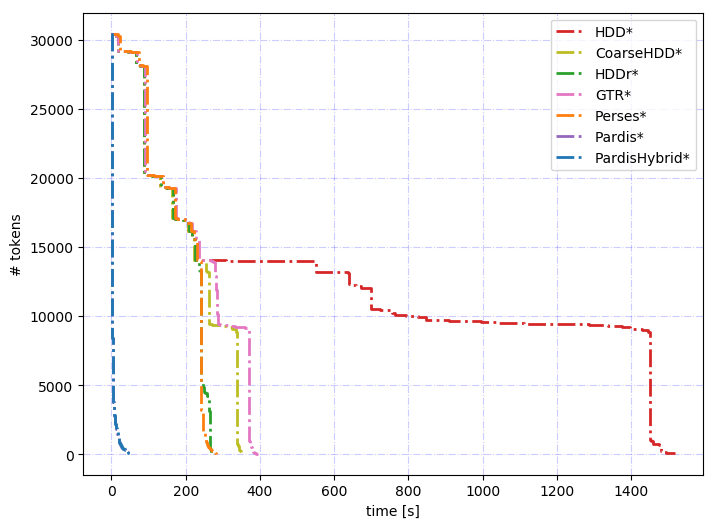 HDD*
CoarseHDD*
HDDr*
GTR*
Perses*
Pardis*
PardisHybrid*
30000
25000
20000
15000
10000
5000
0
# tokens
0 200 400 600 800 1000 1200 1400
time [s]